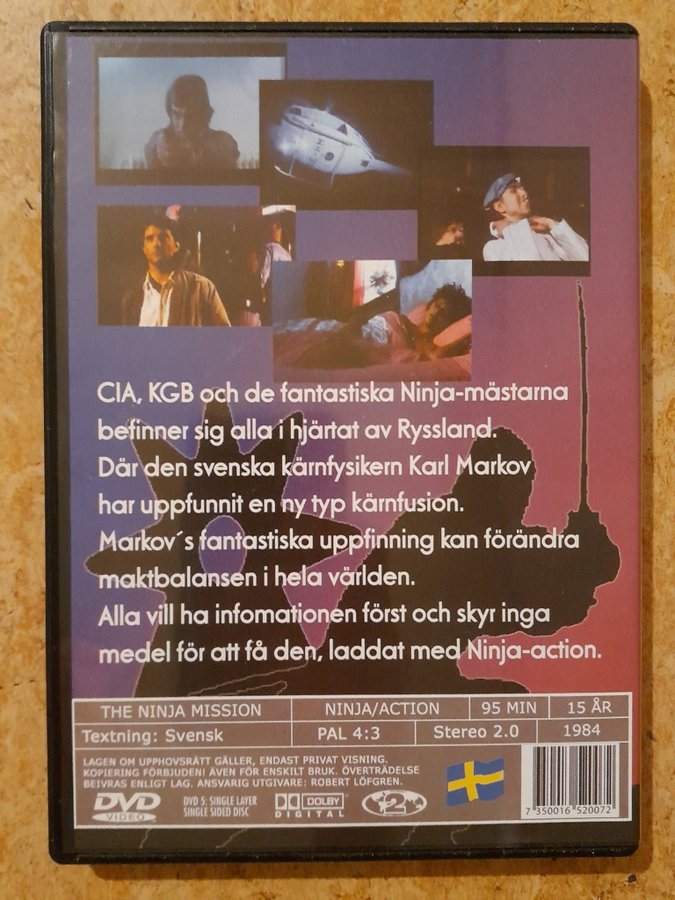 CIA, KGB och de fantastiska Ninja-mästarna
befinner sig alla i hjärtat av Ryssland.
Där den svenska kärnfysikern Karl Markov
har uppfunnit en ny typ kärnfusion.
Markov´s fantastiska uppfinning kan förändra
maktbalansen i hela världen.
Alla vill ha infomationen först och skyr inga
medel för att få den, laddat med Ninja-action.
THE NINJA MISSION NINJA/ACTION 95 MIN 15 ÅR
Textning: Svensk PAL 4:3 Stereo 2.0 1984
LAGEN OM UPPHOVSRÄTT GÄLLER, ENDAST PRIVAT VISNING.
KOPIERING FÖRBJUDEN! ÄVEN FÖR ENSKILT BRUK. ÖVERTRÄDELSE
BEIVRAS ENLIGT LAG. ANSVARIG UTGIVARE: ROBERT LÖFGREN.
DVD
VIDEO
DVD 5: SINGLE LAYER
SINGLE SIDED DISC
DOLBY
DIGITAL
2
7 350016 520072